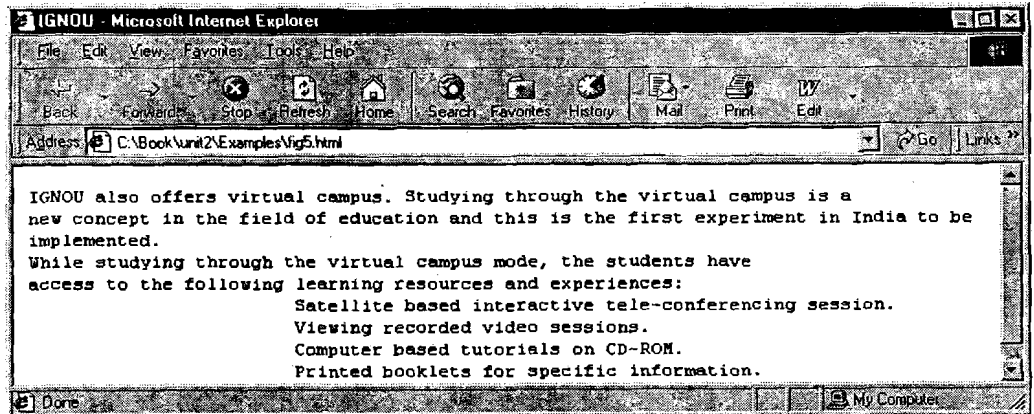 IGNOU - Microsoft Internet Explorer
File Edit View Favorites Tools Help
Back Forward Stop Refresh Home Search Favorites History Mail Print Edit
Address C:\Book\unit2\Examples\fig5.html Go Links »
IGNOU also offers virtual campus. Studying through the virtual campus is a
new concept in the field of education and this is the first experiment in India to be
implemented.
While studying through the virtual campus mode, the students have
access to the following learning resources and experiences:
Satellite based interactive tele-conferencing session.
Viewing recorded video sessions.
Computer based tutorials on CD-ROM.
Printed booklets for specific information.
Done My Computer